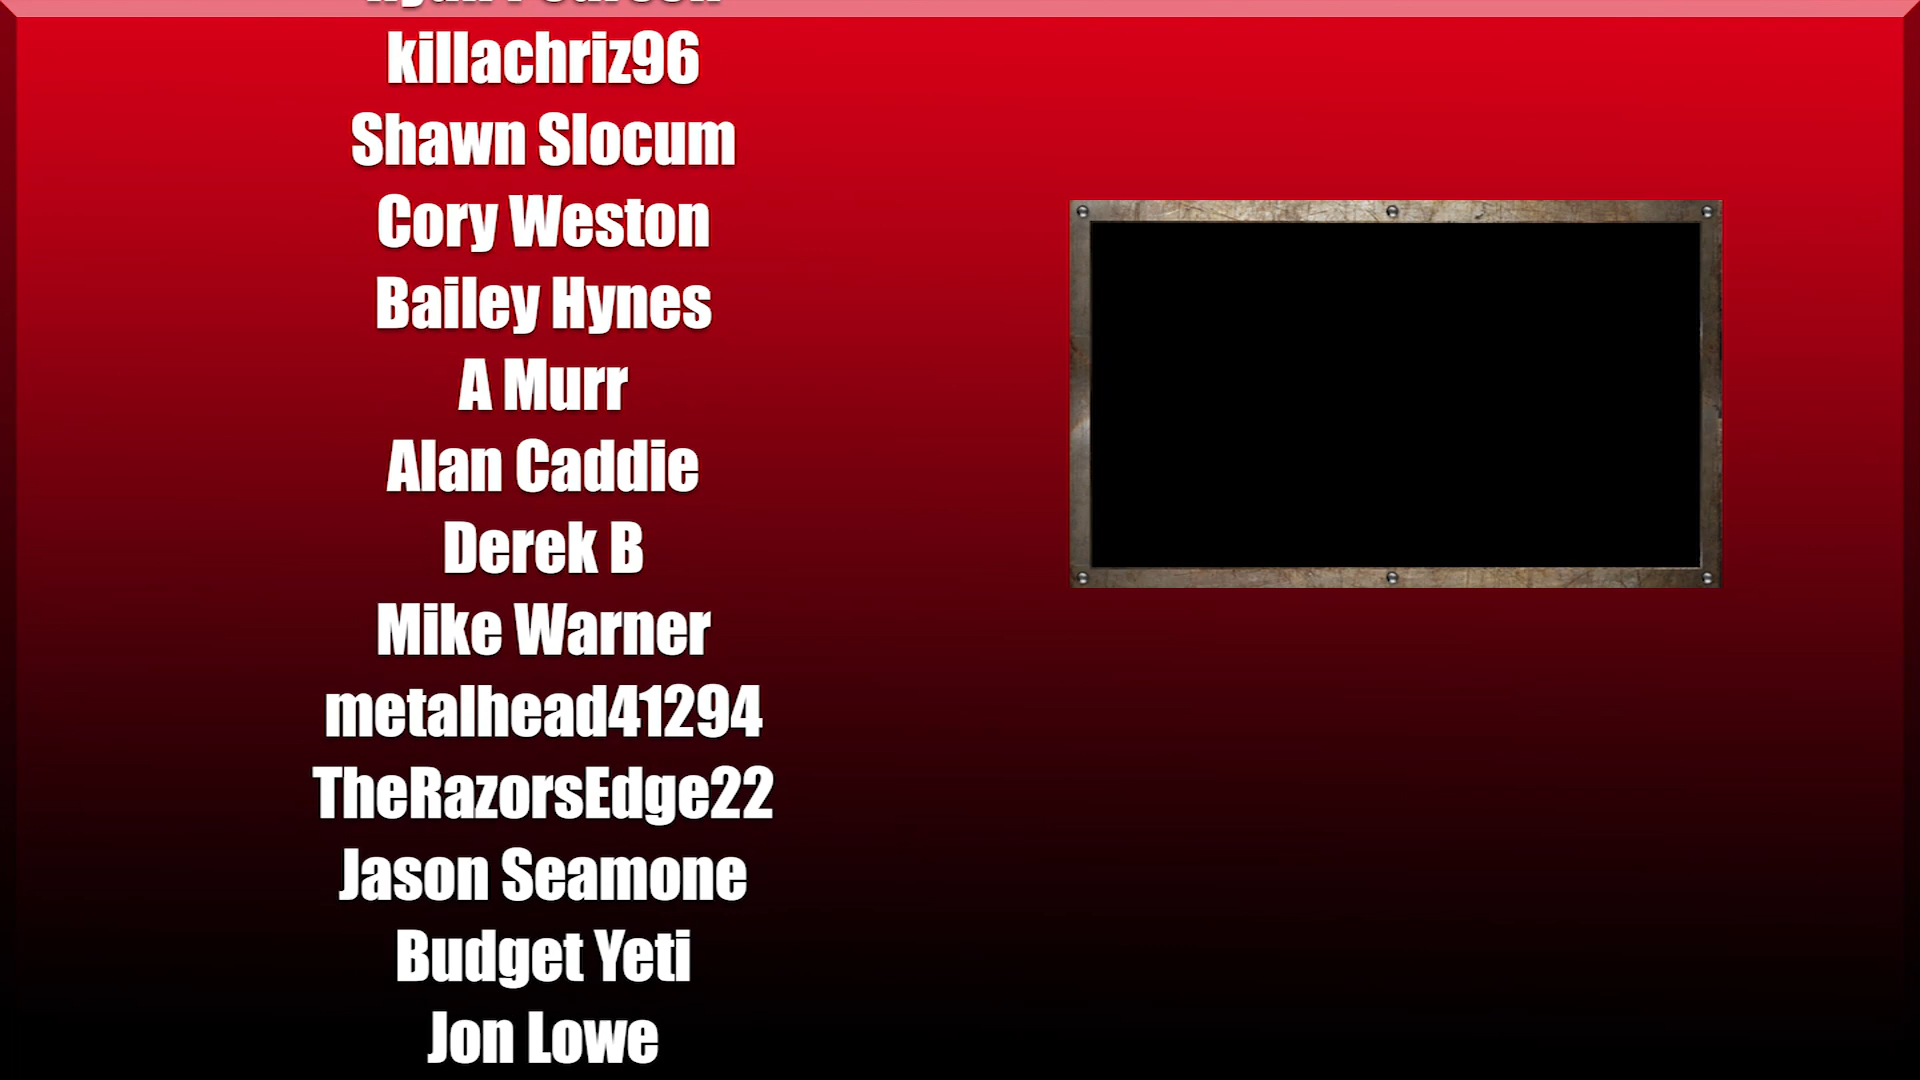 killachriz96
Shawn Slocum
Cory Weston
Bailey Hynes
A Murr
Alan Caddie
Derek B
Mike Warner
metalhead41294
TheRazorsEdge22
Jason Seamone
Budget Yeti
Jon Lowe